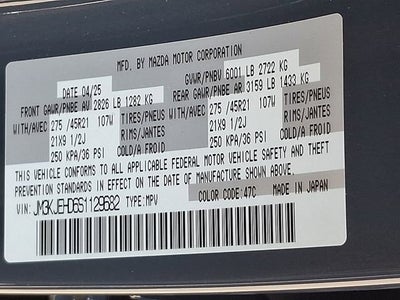 MFD. BY MAZDA MOTOR CORPORATION
DATE 04/25 GVWR/PNBV 6001 LB 2722 KG
FRONT GAWR/PNBE AV 2826 LB 1282 KG REAR GAWR/PNBE ARR 3159 LB 1433 KG
WITH/AVEC 275 /45R21 107W TIRES/PNEUS WITH/AVEC 275 /45R21 107W TIRES/PNEUS
21X9 1/2J RIMS/JANTES 21X9 1/2J RIMS/JANTES
250 KPA/36 PSI COLD/A FROID 250 KPA/36 PSI COLD/A FROID
THIS VEHICLE CONFORMS TO ALL APPLICABLE FEDERAL MOTOR VEHICLE SAFETY AND THEFT
PREVENTION STANDARDS IN EFFECT ON THE DATE OF MANUFACTURE SHOWN ABOVE.
COLOR CODE:47C MADE IN JAPAN
VIN: JM3KJEHD6S1129682 TYPE:MPV